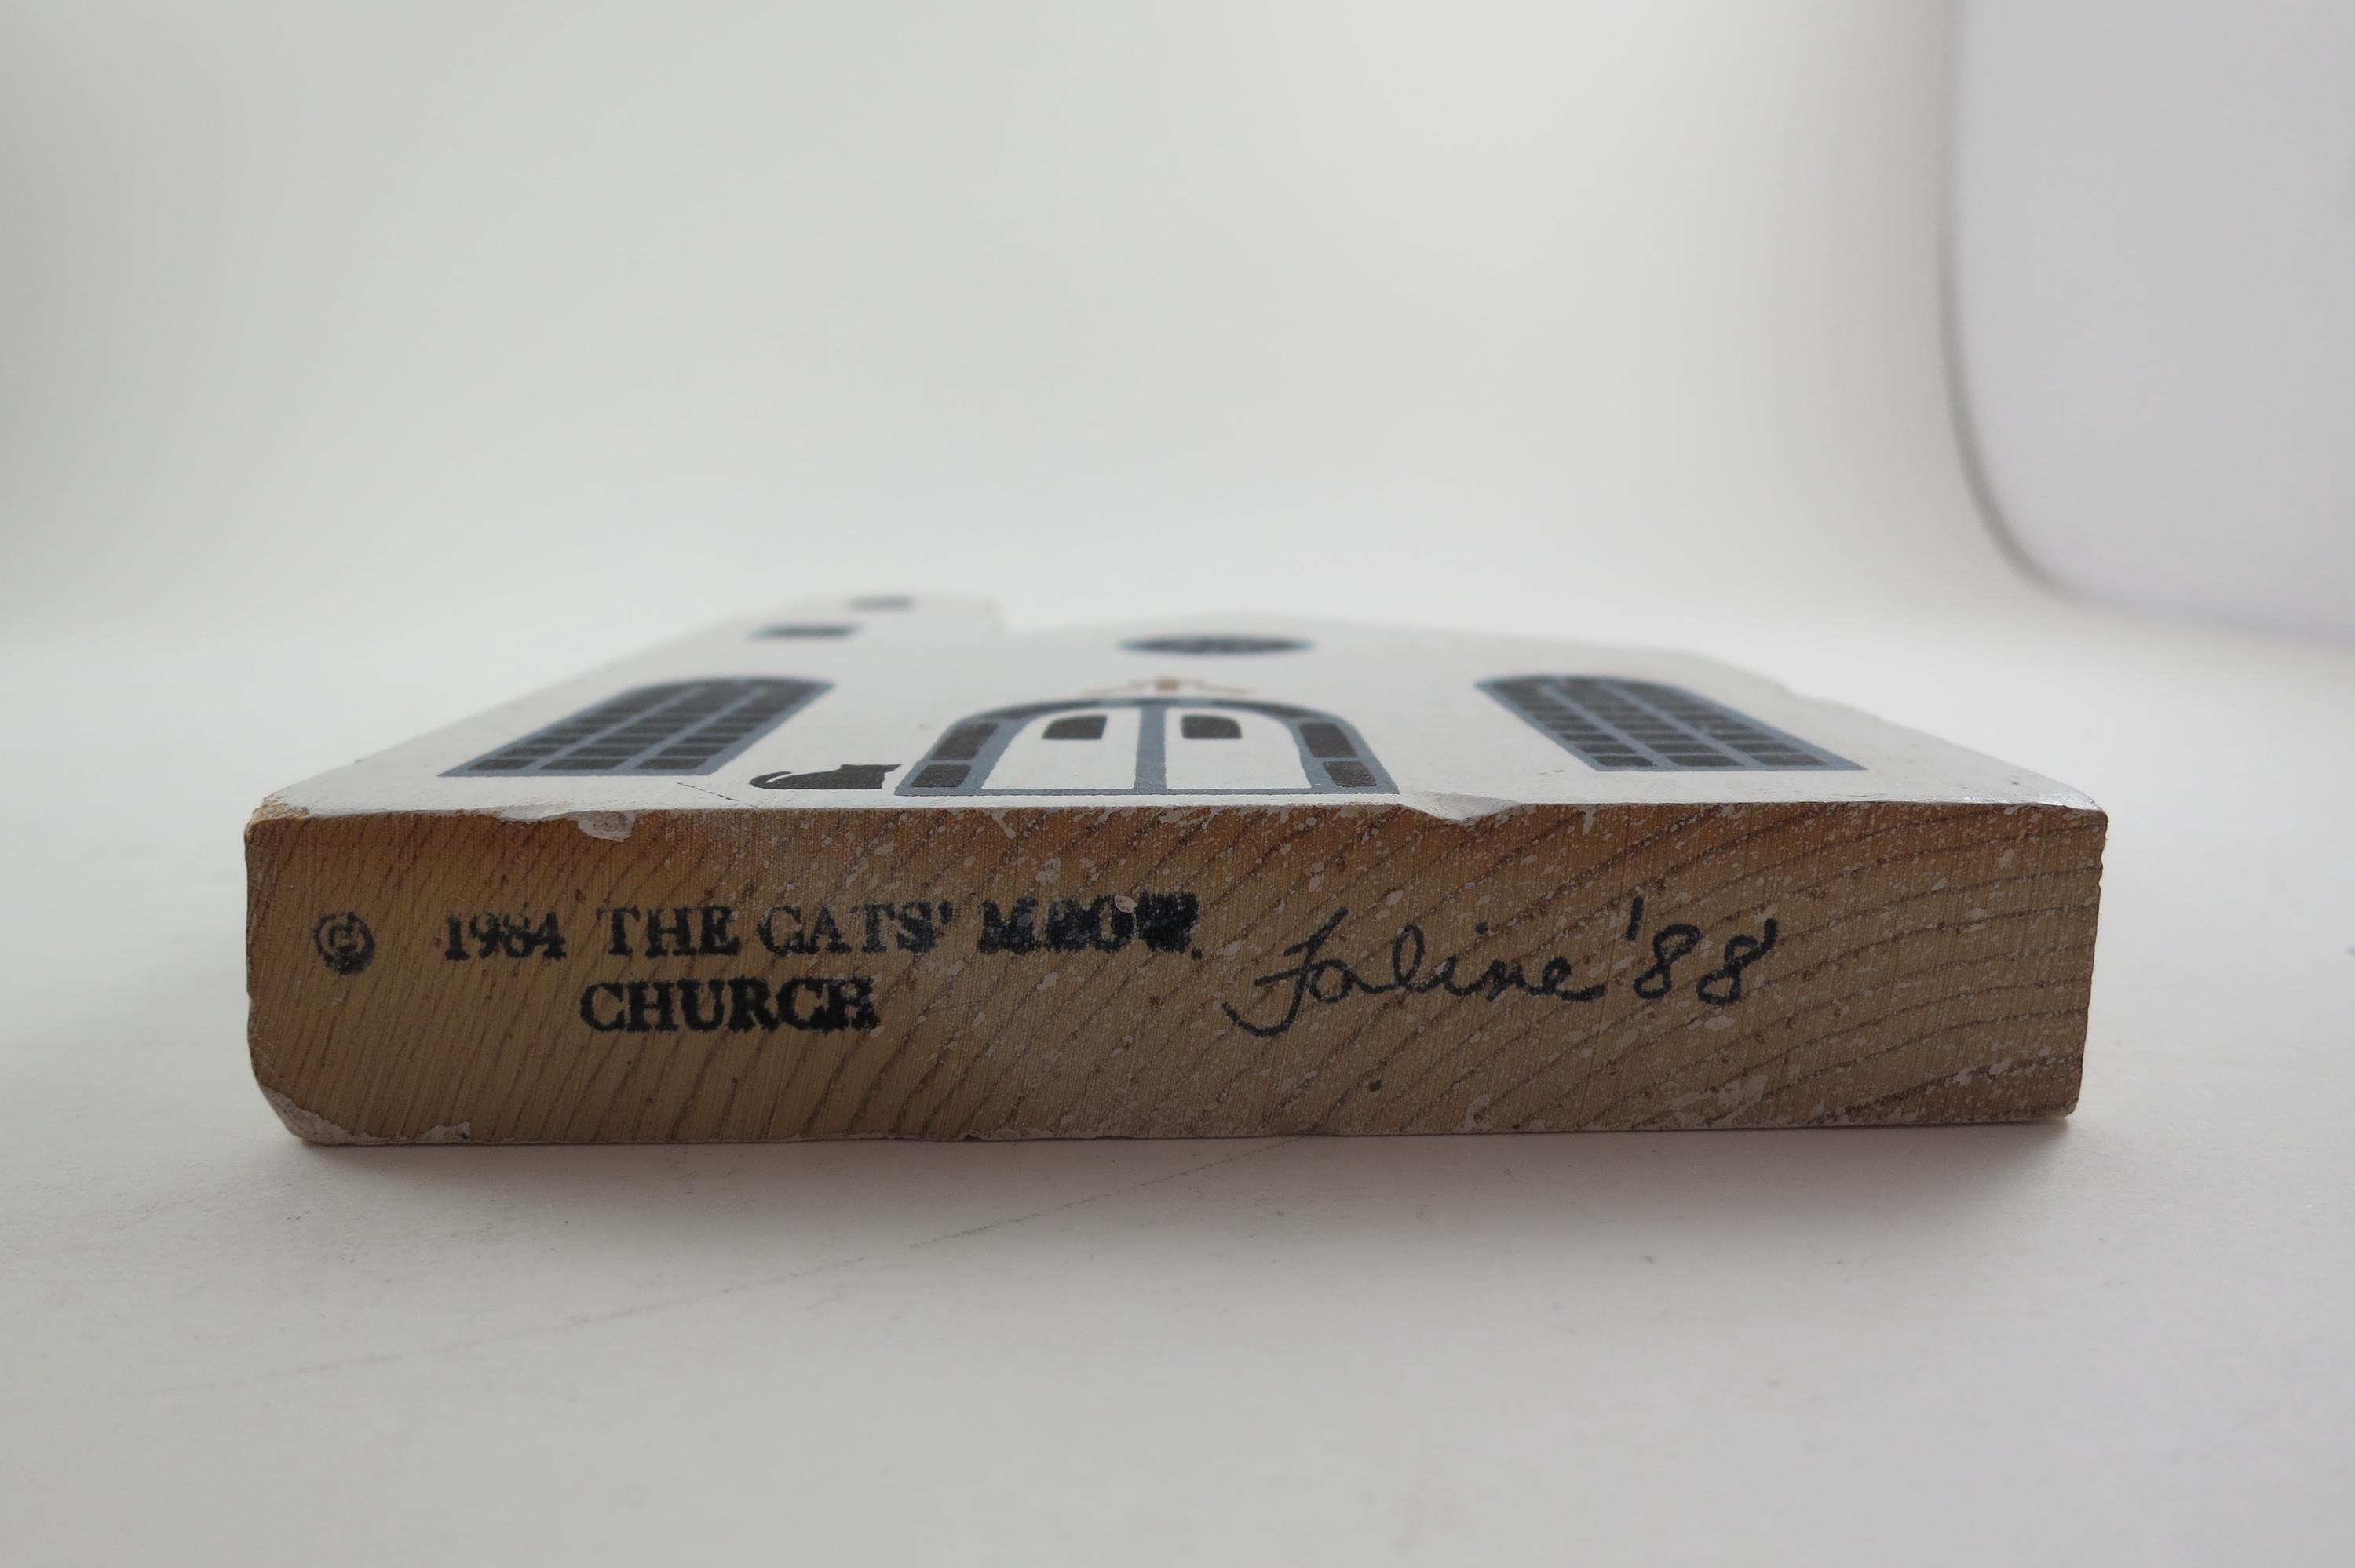 © 1984 THE CATS' MEOW.
CHURCH
Faline '88